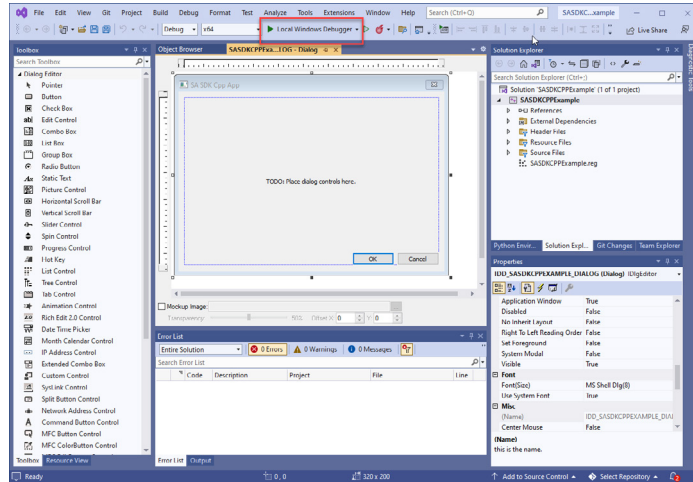 File Edit View Git Project Build Debug Format Test Analyze Tools Extensions Window Help Search (Ctrl+Q) SASDKC...xample
Debug x64 Local Windows Debugger Live Share
Toolbox
Search Toolbox
Dialog Editor
Pointer
Button
Check Box
Edit Control
Combo Box
List Box
Group Box
Radio Button
Static Text
Picture Control
Horizontal Scroll Bar
Vertical Scroll Bar
Slider Control
Spin Control
Progress Control
Hot Key
List Control
Tree Control
Tab Control
Animation Control
Rich Edit 2.0 Control
Date Time Picker
Month Calendar Control
IP Address Control
Extended Combo Box
Custom Control
SysLink Control
Split Button Control
Network Address Control
Command Button Control
MFC Button Control
MFC ColorButton Control
Toolbox Resource View
Object Browser SASDKCPPExa...LOG - Dialog
SA SDK Cpp App
TODO: Place dialog controls here.
OK Cancel
Mockup Image:
Transparency: 50% Offset X: 0 Y: 0
Error List
Entire Solution 0 Errors 0 Warnings 0 Messages
Search Error List
Code Description Project File Line
Error List Output
Solution Explorer
Search Solution Explorer (Ctrl+;)
Solution 'SASDKCPPExample' (1 of 1 project)
SASDKCPPExample
References
External Dependencies
Header Files
Resource Files
Source Files
SASDKCPPExample.reg
Python Envir... Solution Expl... Git Changes Team Explorer
Properties
IDD_SASDKCPPEXAMPLE_DIALOG (Dialog) IDlgEditor
Application Window True
Disabled False
No Inherit Layout False
Right To Left Reading Order False
Set Foreground False
System Modal False
Visible True
Font
Font(Size) MS Shell Dlg(8)
Use System Font True
Misc
(Name) IDD_SASDKCPPEXAMPLE_DIAL
Center Mouse False
(Name)
this is the name.
Diagnostic Tools
Ready 0, 0 320 x 200 Add to Source Control Select Repository 2